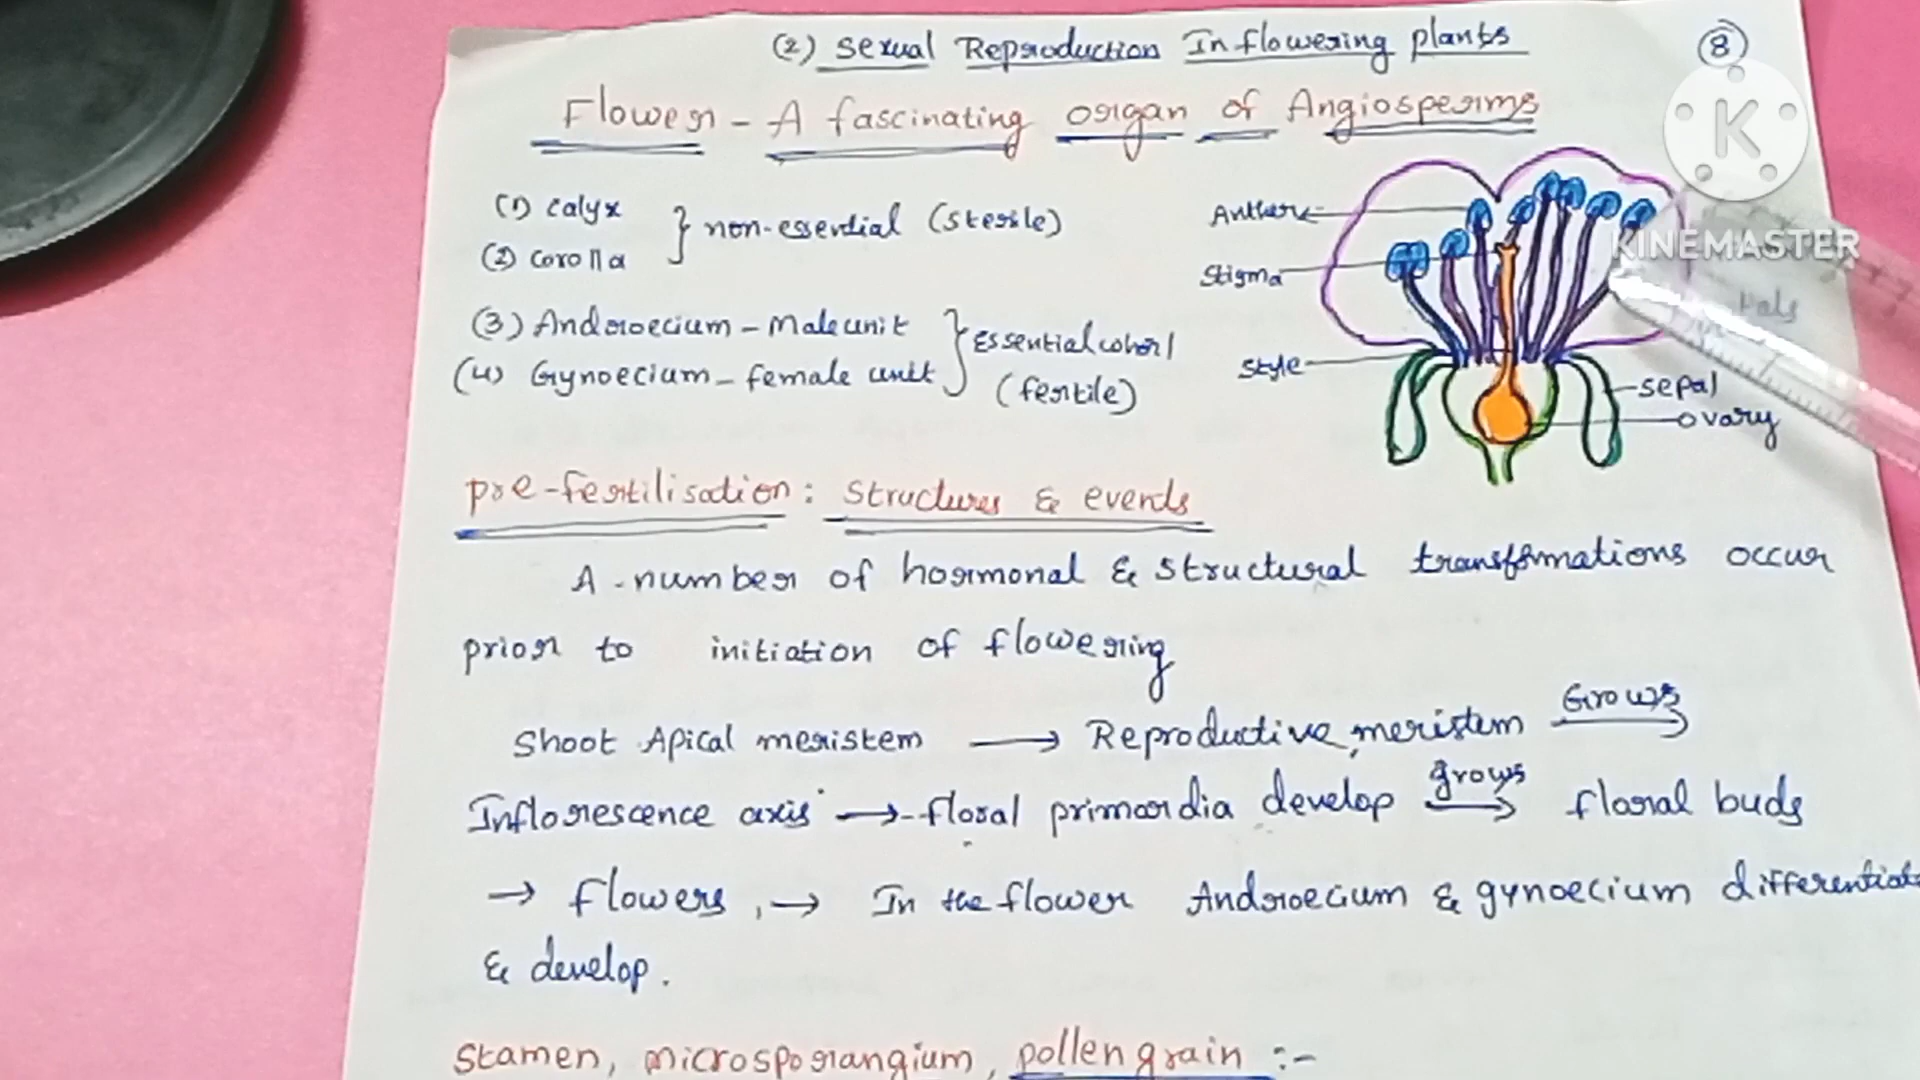 (2) Sexual Reproduction In flowering plants
8
Flower - A fascinating organ of Angiosperms
(1) calyx
(2) corolla
} non-essential (sterile)
(3) Androecium - Male unit
(4) Gynoecium - female unit
} Essential whorl
(fertile)
Anther
Stigma
Style
sepal
ovary
K
KINEMASTER
pre-fertilisation: Structures & events
A number of hormonal & structural transformations occur
prior to initiation of flowering
Shoot Apical meristem → Reproductive meristem Grows →
Inflorescence axis → floral primordia develop grows → floral buds
→ flowers, → In the flower Androecium & gynoecium
& develop.
Stamen, microsporangium, pollen grain :-